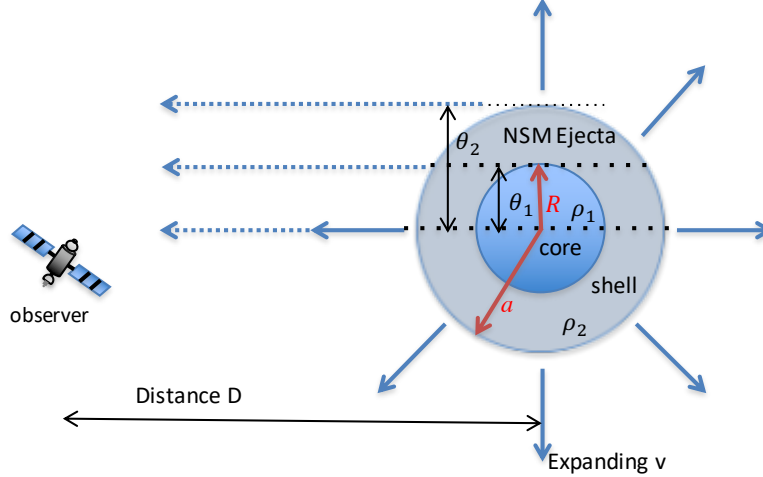 NSM Ejecta
θ₂
θ₁
R
ρ₁
core
shell
a
ρ₂
observer
Distance D
Expanding v